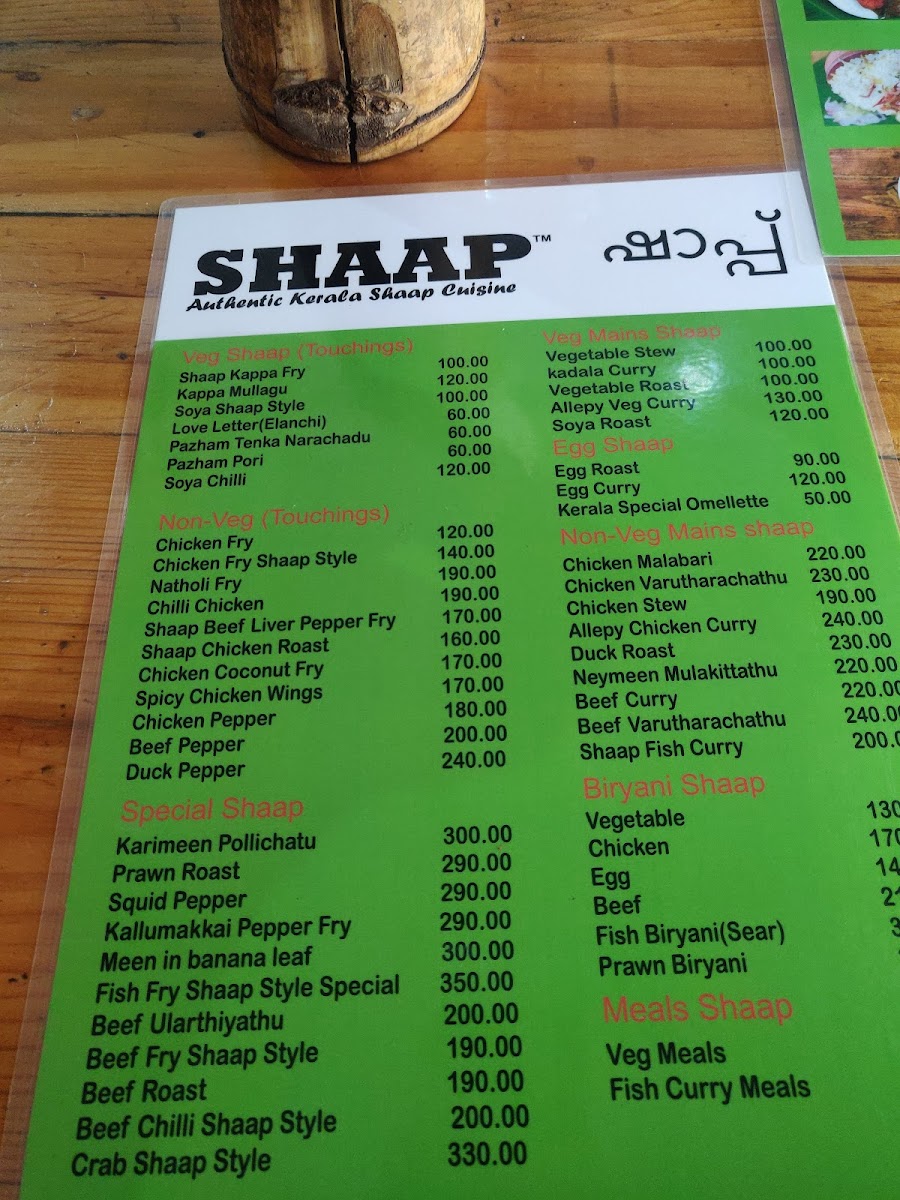 SHAAP™
Authentic Kerala Shaap Cuisine
ഷാപ്പ്
Veg Shaap (Touchings)
Shaap Kappa Fry 100.00
Kappa Mullagu 120.00
Soya Shaap Style 100.00
Love Letter(Elanchi) 60.00
Pazham Tenka Narachadu 60.00
Pazham Pori 60.00
Soya Chilli 120.00
Non-Veg (Touchings)
Chicken Fry 120.00
Chicken Fry Shaap Style 140.00
Natholi Fry 190.00
Chilli Chicken 190.00
Shaap Beef Liver Pepper Fry 170.00
Shaap Chicken Roast 160.00
Chicken Coconut Fry 170.00
Spicy Chicken Wings 170.00
Chicken Pepper 180.00
Beef Pepper 200.00
Duck Pepper 240.00
Special Shaap
Karimeen Pollichatu 300.00
Prawn Roast 290.00
Squid Pepper 290.00
Kallumakkai Pepper Fry 290.00
Meen in banana leaf 300.00
Fish Fry Shaap Style Special 350.00
Beef Ularthiyathu 200.00
Beef Fry Shaap Style 190.00
Beef Roast 190.00
Beef Chilli Shaap Style 200.00
Crab Shaap Style 330.00
Veg Mains Shaap
Vegetable Stew 100.00
kadala Curry 100.00
Vegetable Roast 100.00
Allepy Veg Curry 130.00
Soya Roast 120.00
Egg Shaap
Egg Roast 90.00
Egg Curry 120.00
Kerala Special Omellette 50.00
Non-Veg Mains shaap
Chicken Malabari 220.00
Chicken Varutharachathu 230.00
Chicken Stew 190.00
Allepy Chicken Curry 240.00
Duck Roast 230.00
Neymeen Mulakittathu 220.00
Beef Curry 220.00
Beef Varutharachathu 240.00
Shaap Fish Curry 200.0
Biryani Shaap
Vegetable 130
Chicken 170
Egg 14
Beef 21
Fish Biryani(Sear) 3
Prawn Biryani
Meals Shaap
Veg Meals
Fish Curry Meals